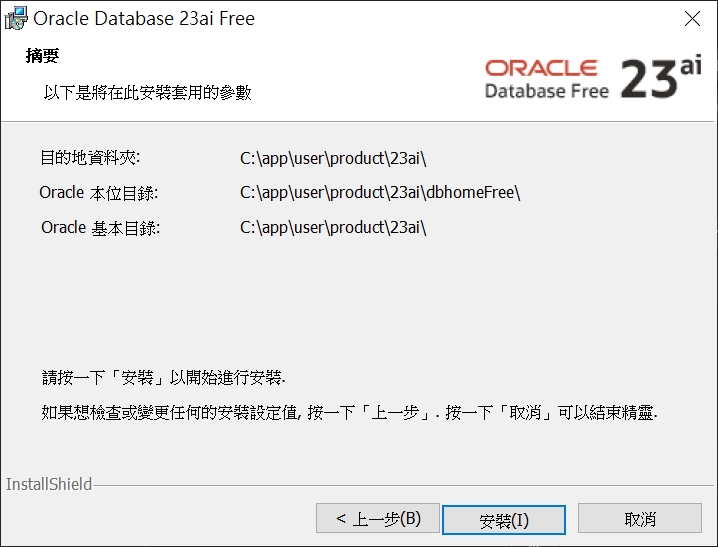 Oracle Database 23ai Free
摘要
以下是將在此安裝套用的參數
ORACLE
Database Free 23ai
目的地資料夾: C:\app\user\product\23ai\
Oracle 本位目錄: C:\app\user\product\23ai\dbhomeFree\
Oracle 基本目錄: C:\app\user\product\23ai\
請按一下「安裝」以開始進行安裝.
如果想檢查或變更任何的安裝設定值, 按一下「上一步」. 按一下「取消」可以結束精靈.
InstallShield
< 上一步(B) 安裝(I) 取消